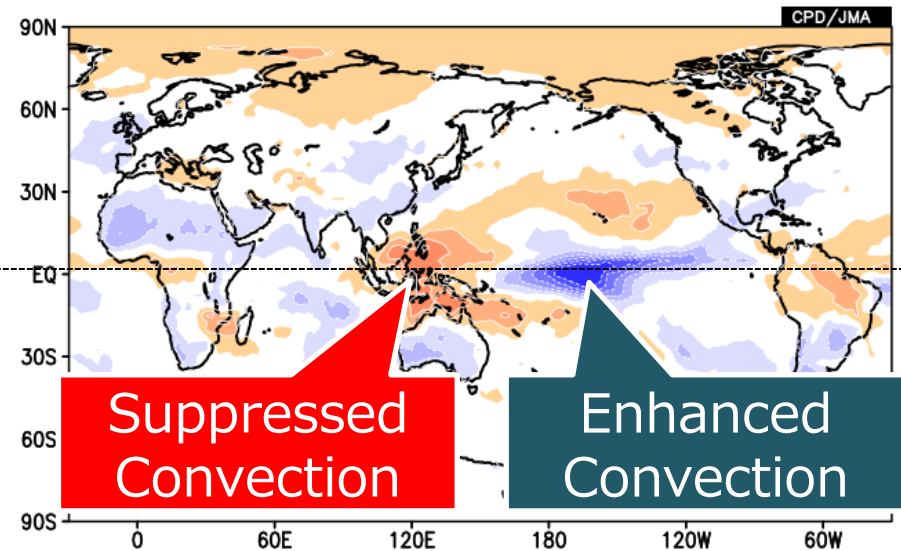 CPD/JMA
90N
60N
30N
EQ
30S
60S
90S
Suppressed
Convection
Enhanced
Convection
0
60E
120E
180
120W
60W